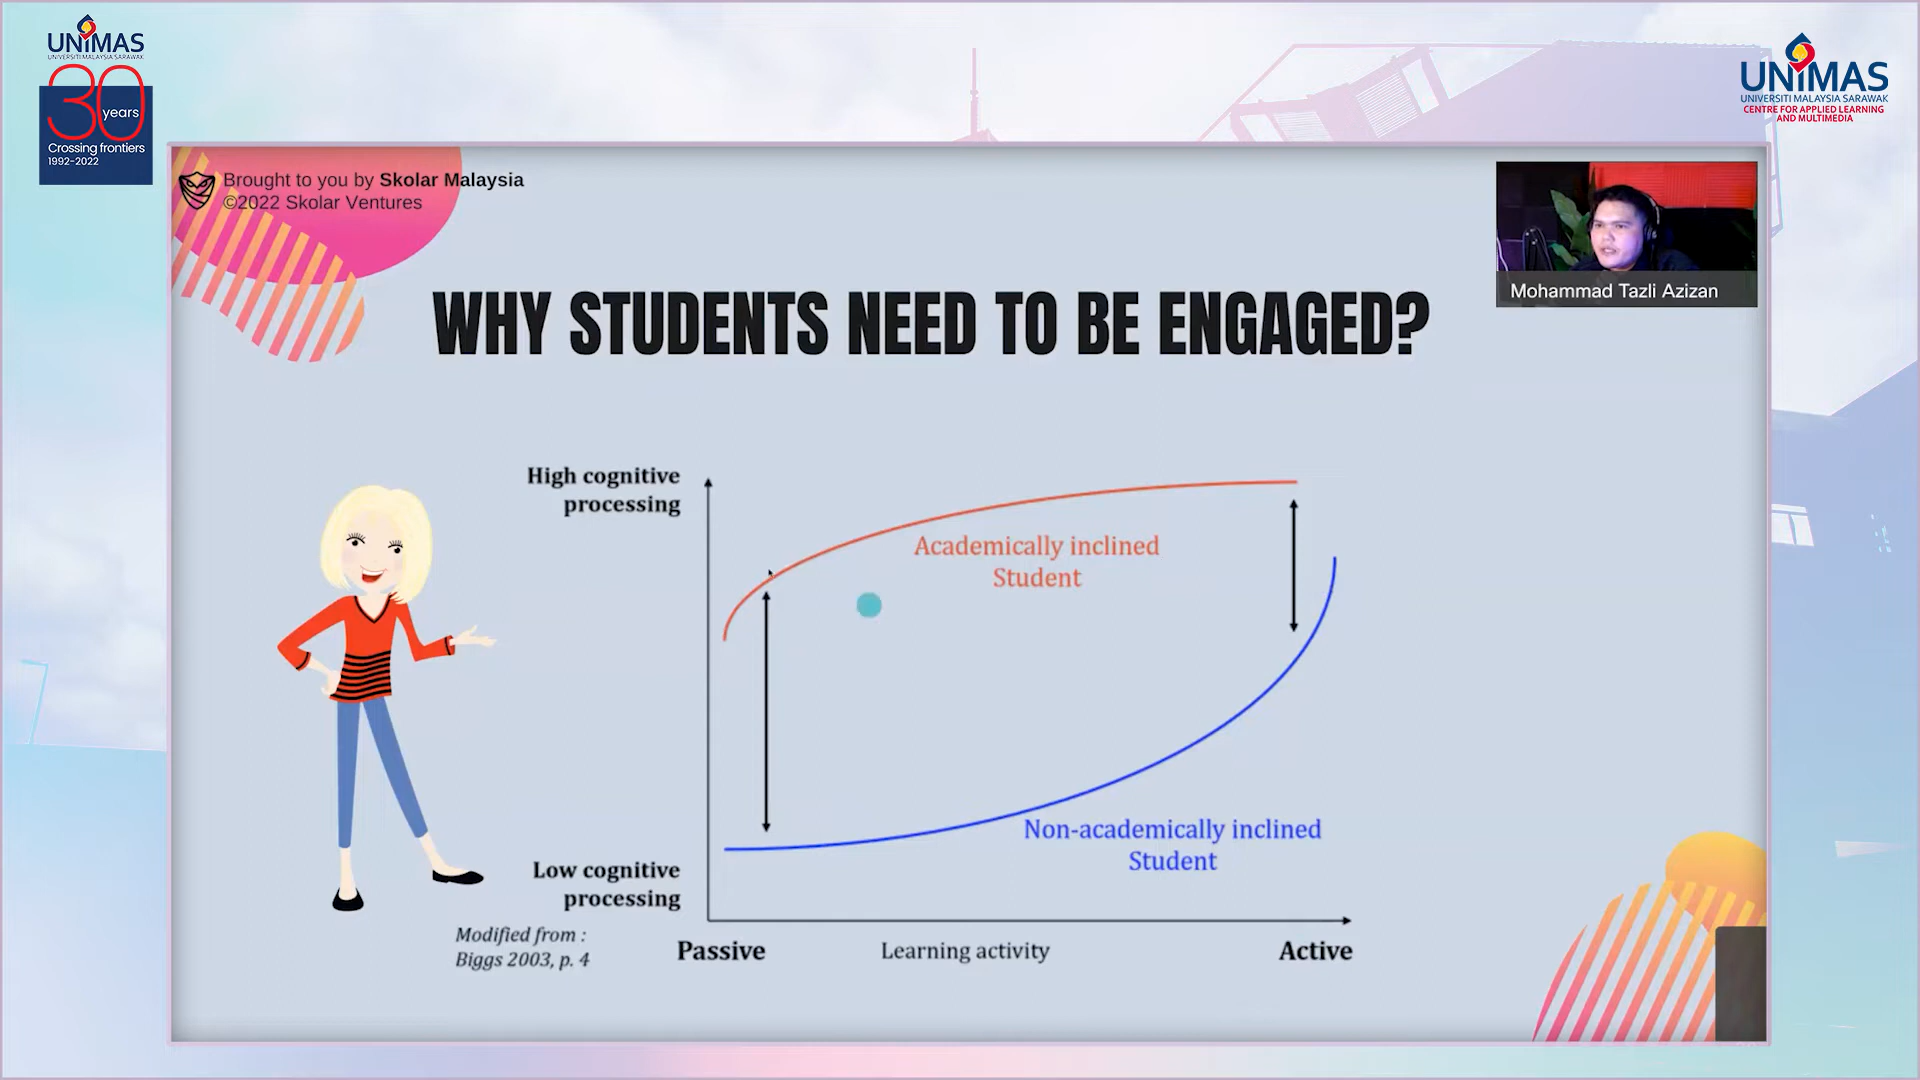 UNIMAS
UNIVERSITI MALAYSIA SARAWAK
30
years
Crossing frontiers
1992-2022
UNIMAS
UNIVERSITI MALAYSIA SARAWAK
CENTRE FOR APPLIED LEARNING
AND MULTIMEDIA
Brought to you by Skolar Malaysia
©2022 Skolar Ventures
Mohammad Tazli Azizan
WHY STUDENTS NEED TO BE ENGAGED?
High cognitive
processing
Academically inclined
Student
Non-academically inclined
Student
Low cognitive
processing
Modified from :
Biggs 2003, p. 4
Passive
Learning activity
Active